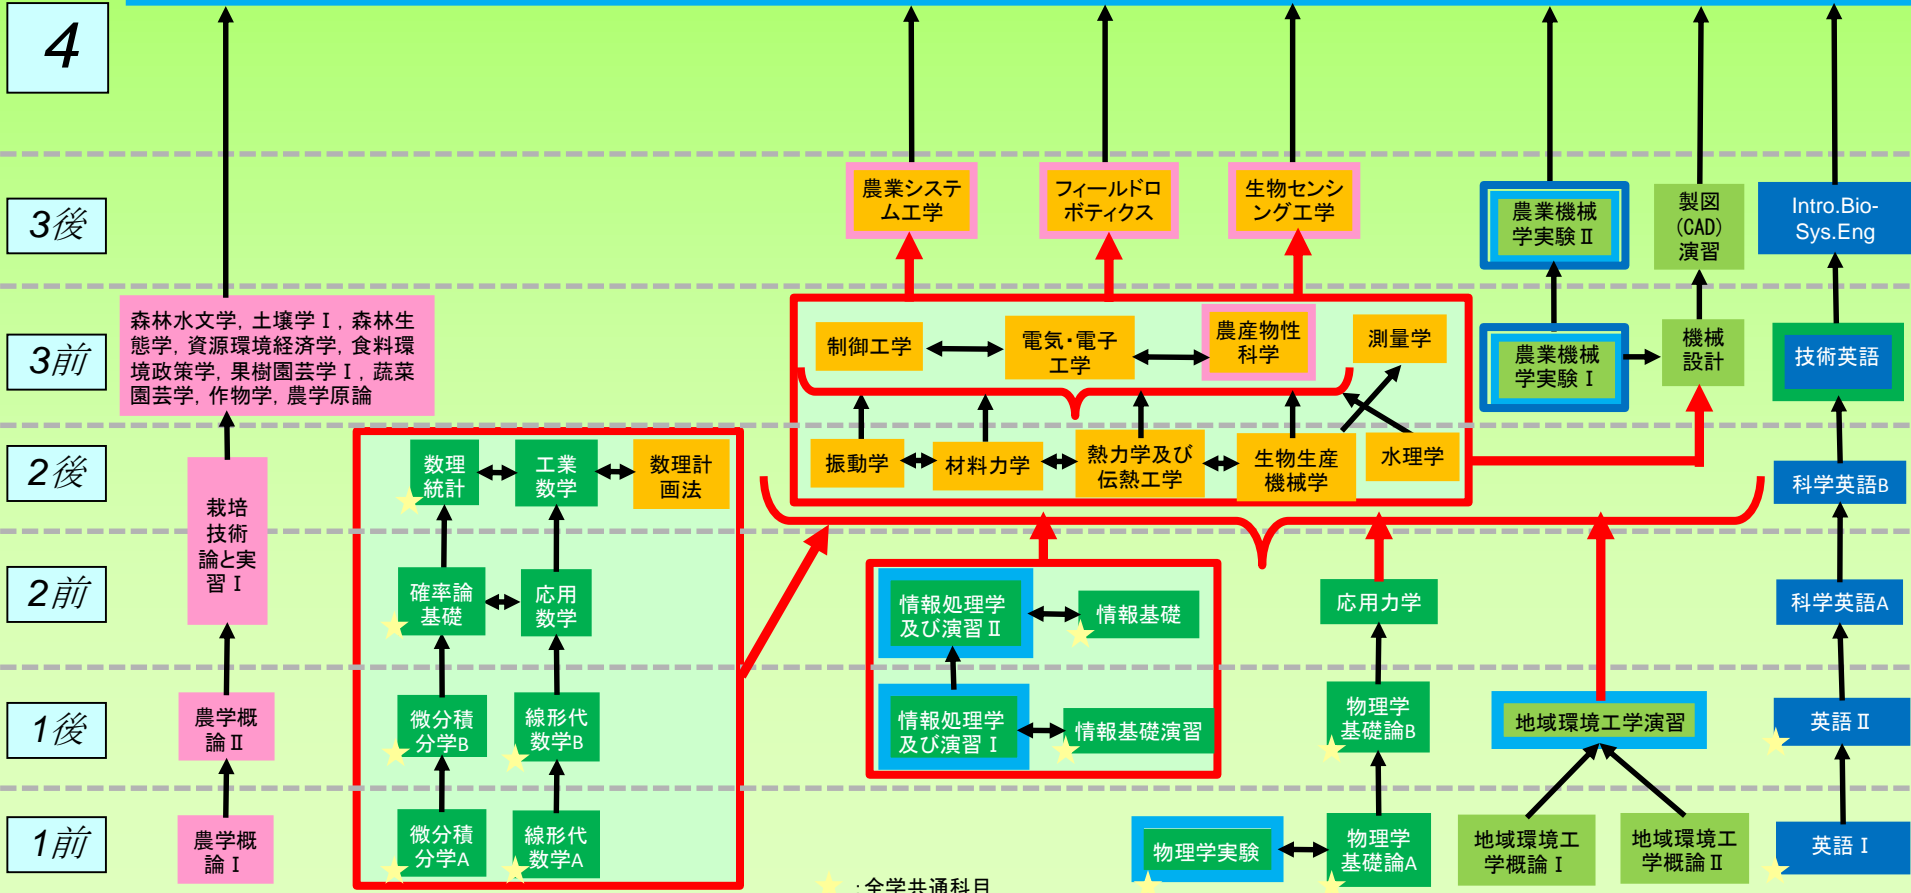 4
3後
農業システ
ム工学
フィールドロ
ボティクス
生物センシ
ング工学
農業機械
学実験Ⅱ
製図
(CAD)
演習
Intro.Bio-
Sys.Eng
3前
森林水文学, 土壌学Ⅰ, 森林生
態学, 資源環境経済学, 食料環
境政策学, 果樹園芸学Ⅰ, 蔬菜
園芸学, 作物学, 農学原論
制御工学
電気・電子
工学
農産物性
科学
測量学
農業機械
学実験Ⅰ
機械
設計
技術英語
2後
栽培
技術
論と実
習Ⅰ
数理
統計
工業
数学
数理計
画法
振動学
材料力学
熱力学及び
伝熱工学
生物生産
機械学
水理学
科学英語B
2前
確率論
基礎
応用
数学
情報処理学
及び演習Ⅱ
情報基礎
応用力学
科学英語A
1後
農学概
論Ⅱ
微分積
分学B
線形代
数学B
情報処理学
及び演習Ⅰ
情報基礎演習
物理学
基礎論B
地域環境工学演習
英語Ⅱ
1前
農学概
論Ⅰ
微分積
分学A
線形代
数学A
物理学実験
物理学
基礎論A
地域環境工
学概論Ⅰ
地域環境工
学概論Ⅱ
英語Ⅰ
:全学共通科目